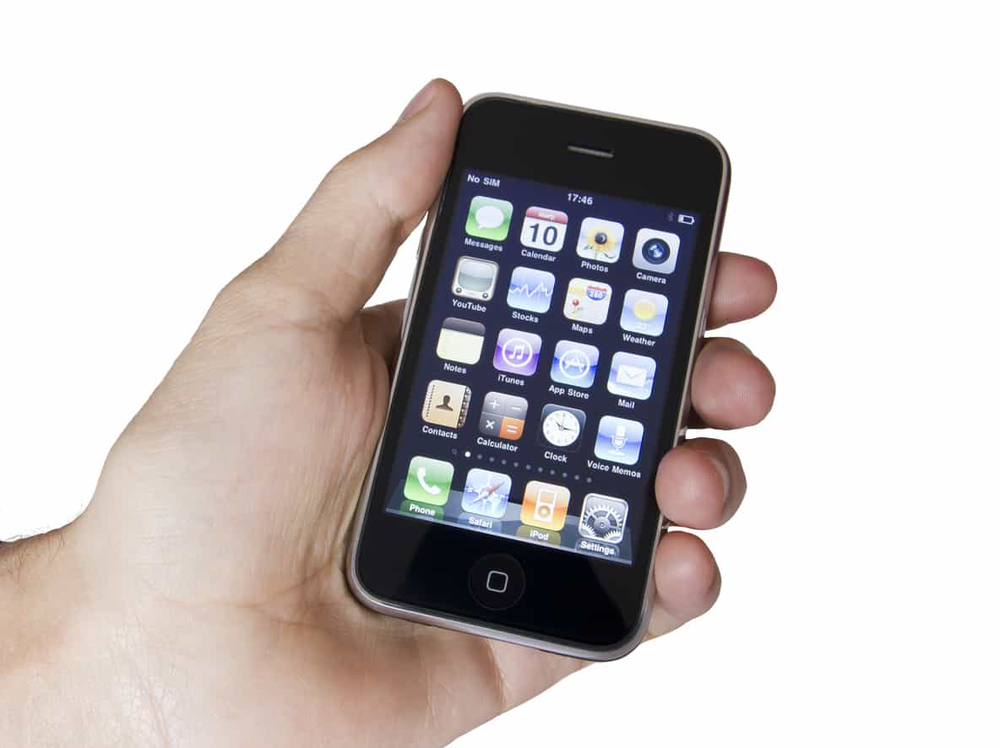 No SIM
17:46
10
Messages
Calendar
Photos
Camera
280
YouTube
Stocks
Maps
Weather
Notes
iTunes
App Store
Mail
Contacts
Calculator
Clock
Voice Memos
Phone
Safari
iPod
Settings